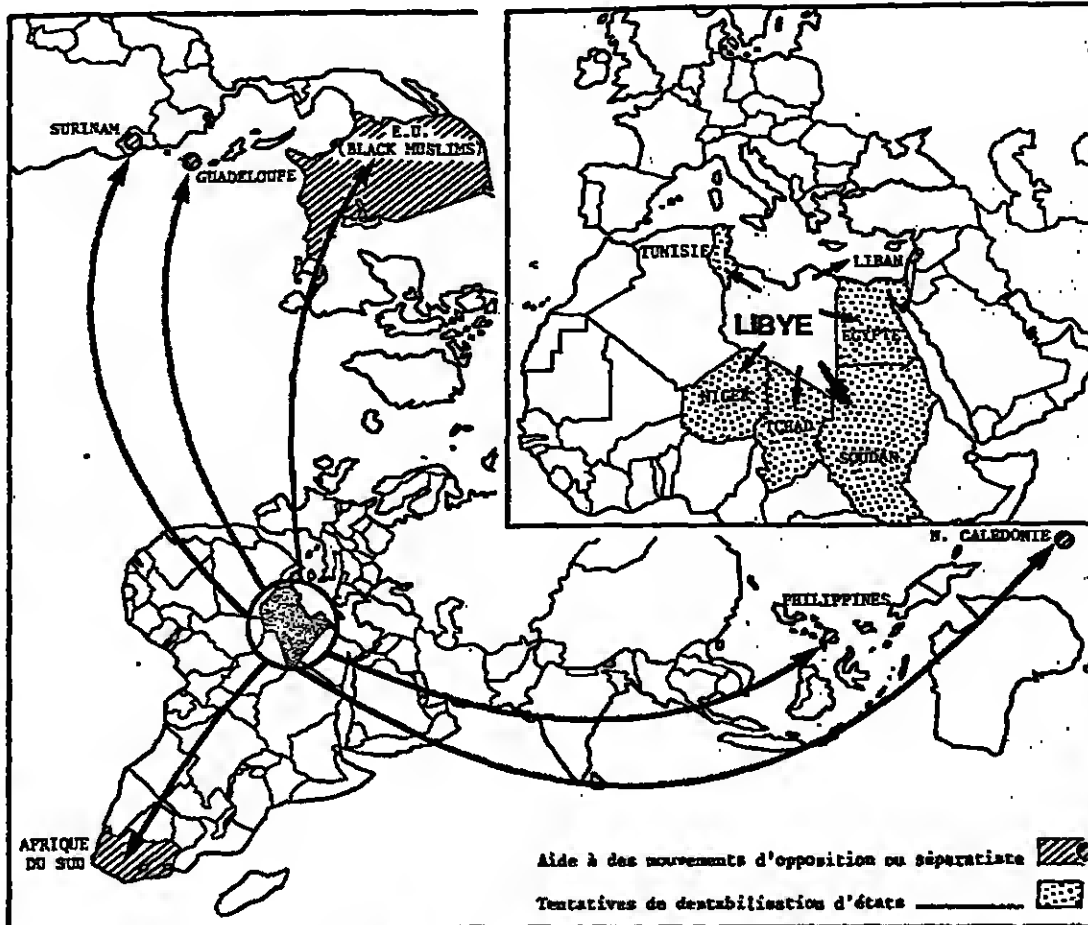 SURINAM
GUADELOUPE
E.U.
(BLACK MUSLIMS)
TUNISIE
LIBAN
LIBYE
EGYPTE
NIGER
TCHAD
SOUDAN
N. CALEDONIE
PHILIPPINES
AFRIQUE
DU SUD
Aide à des mouvements d'opposition ou séparatiste
Tentatives de destabilisation d'états